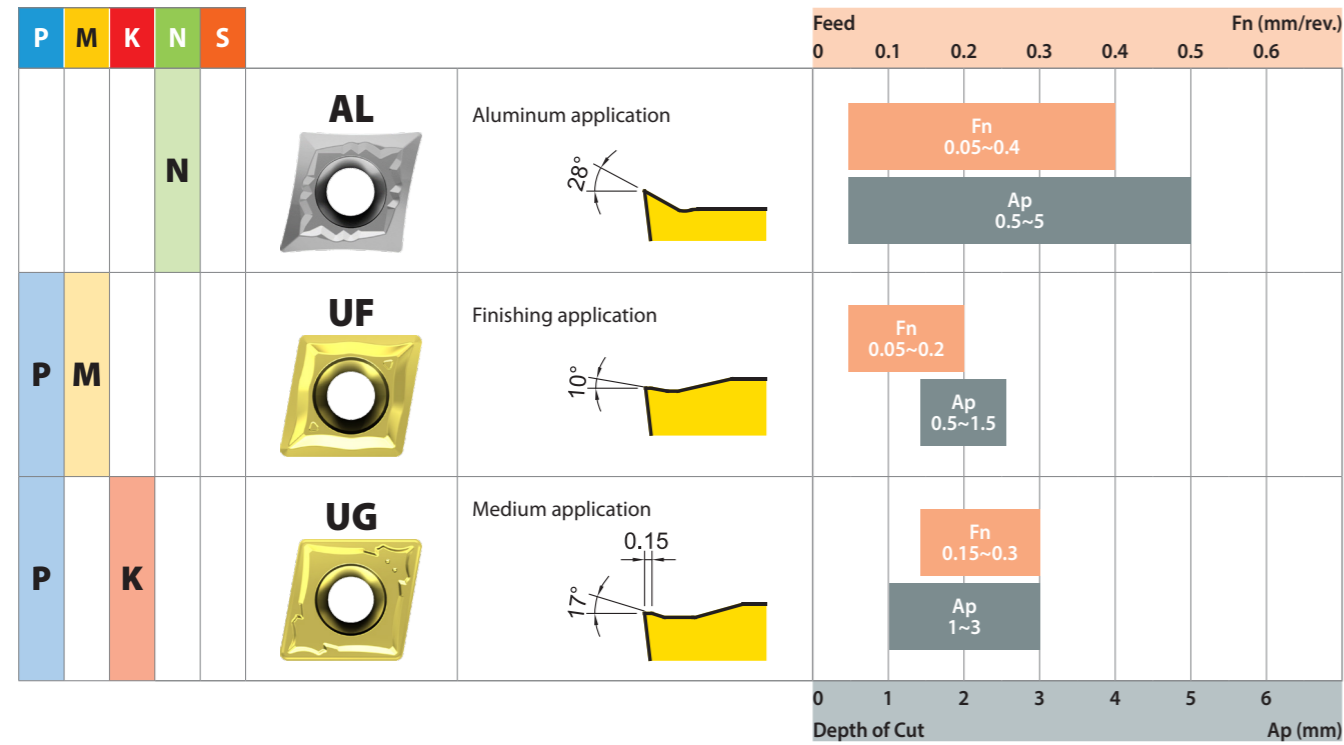 P M K N S
Feed Fn (mm/rev.)
0 0.1 0.2 0.3 0.4 0.5 0.6
N
AL
Aluminum application
28°
Fn
0.05~0.4
Ap
0.5~5
P M
UF
Finishing application
10°
Fn
0.05~0.2
Ap
0.5~1.5
P K
UG
Medium application
0.15
17°
Fn
0.15~0.3
Ap
1~3
0 1 2 3 4 5 6
Depth of Cut Ap (mm)